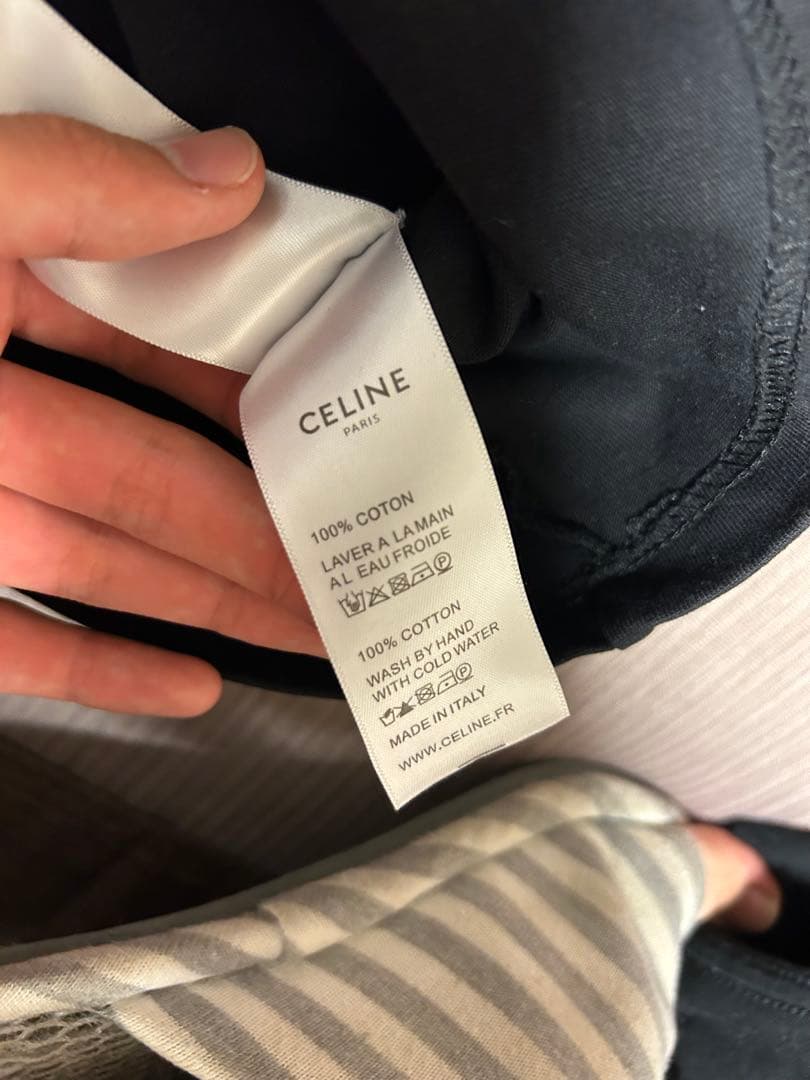 CELINE
PARIS
100% COTON
LAVER A LA MAIN
A L EAU FROIDE
100% COTTON
WASH BY HAND
WITH COLD WATER
MADE IN ITALY
WWW.CELINE.FR